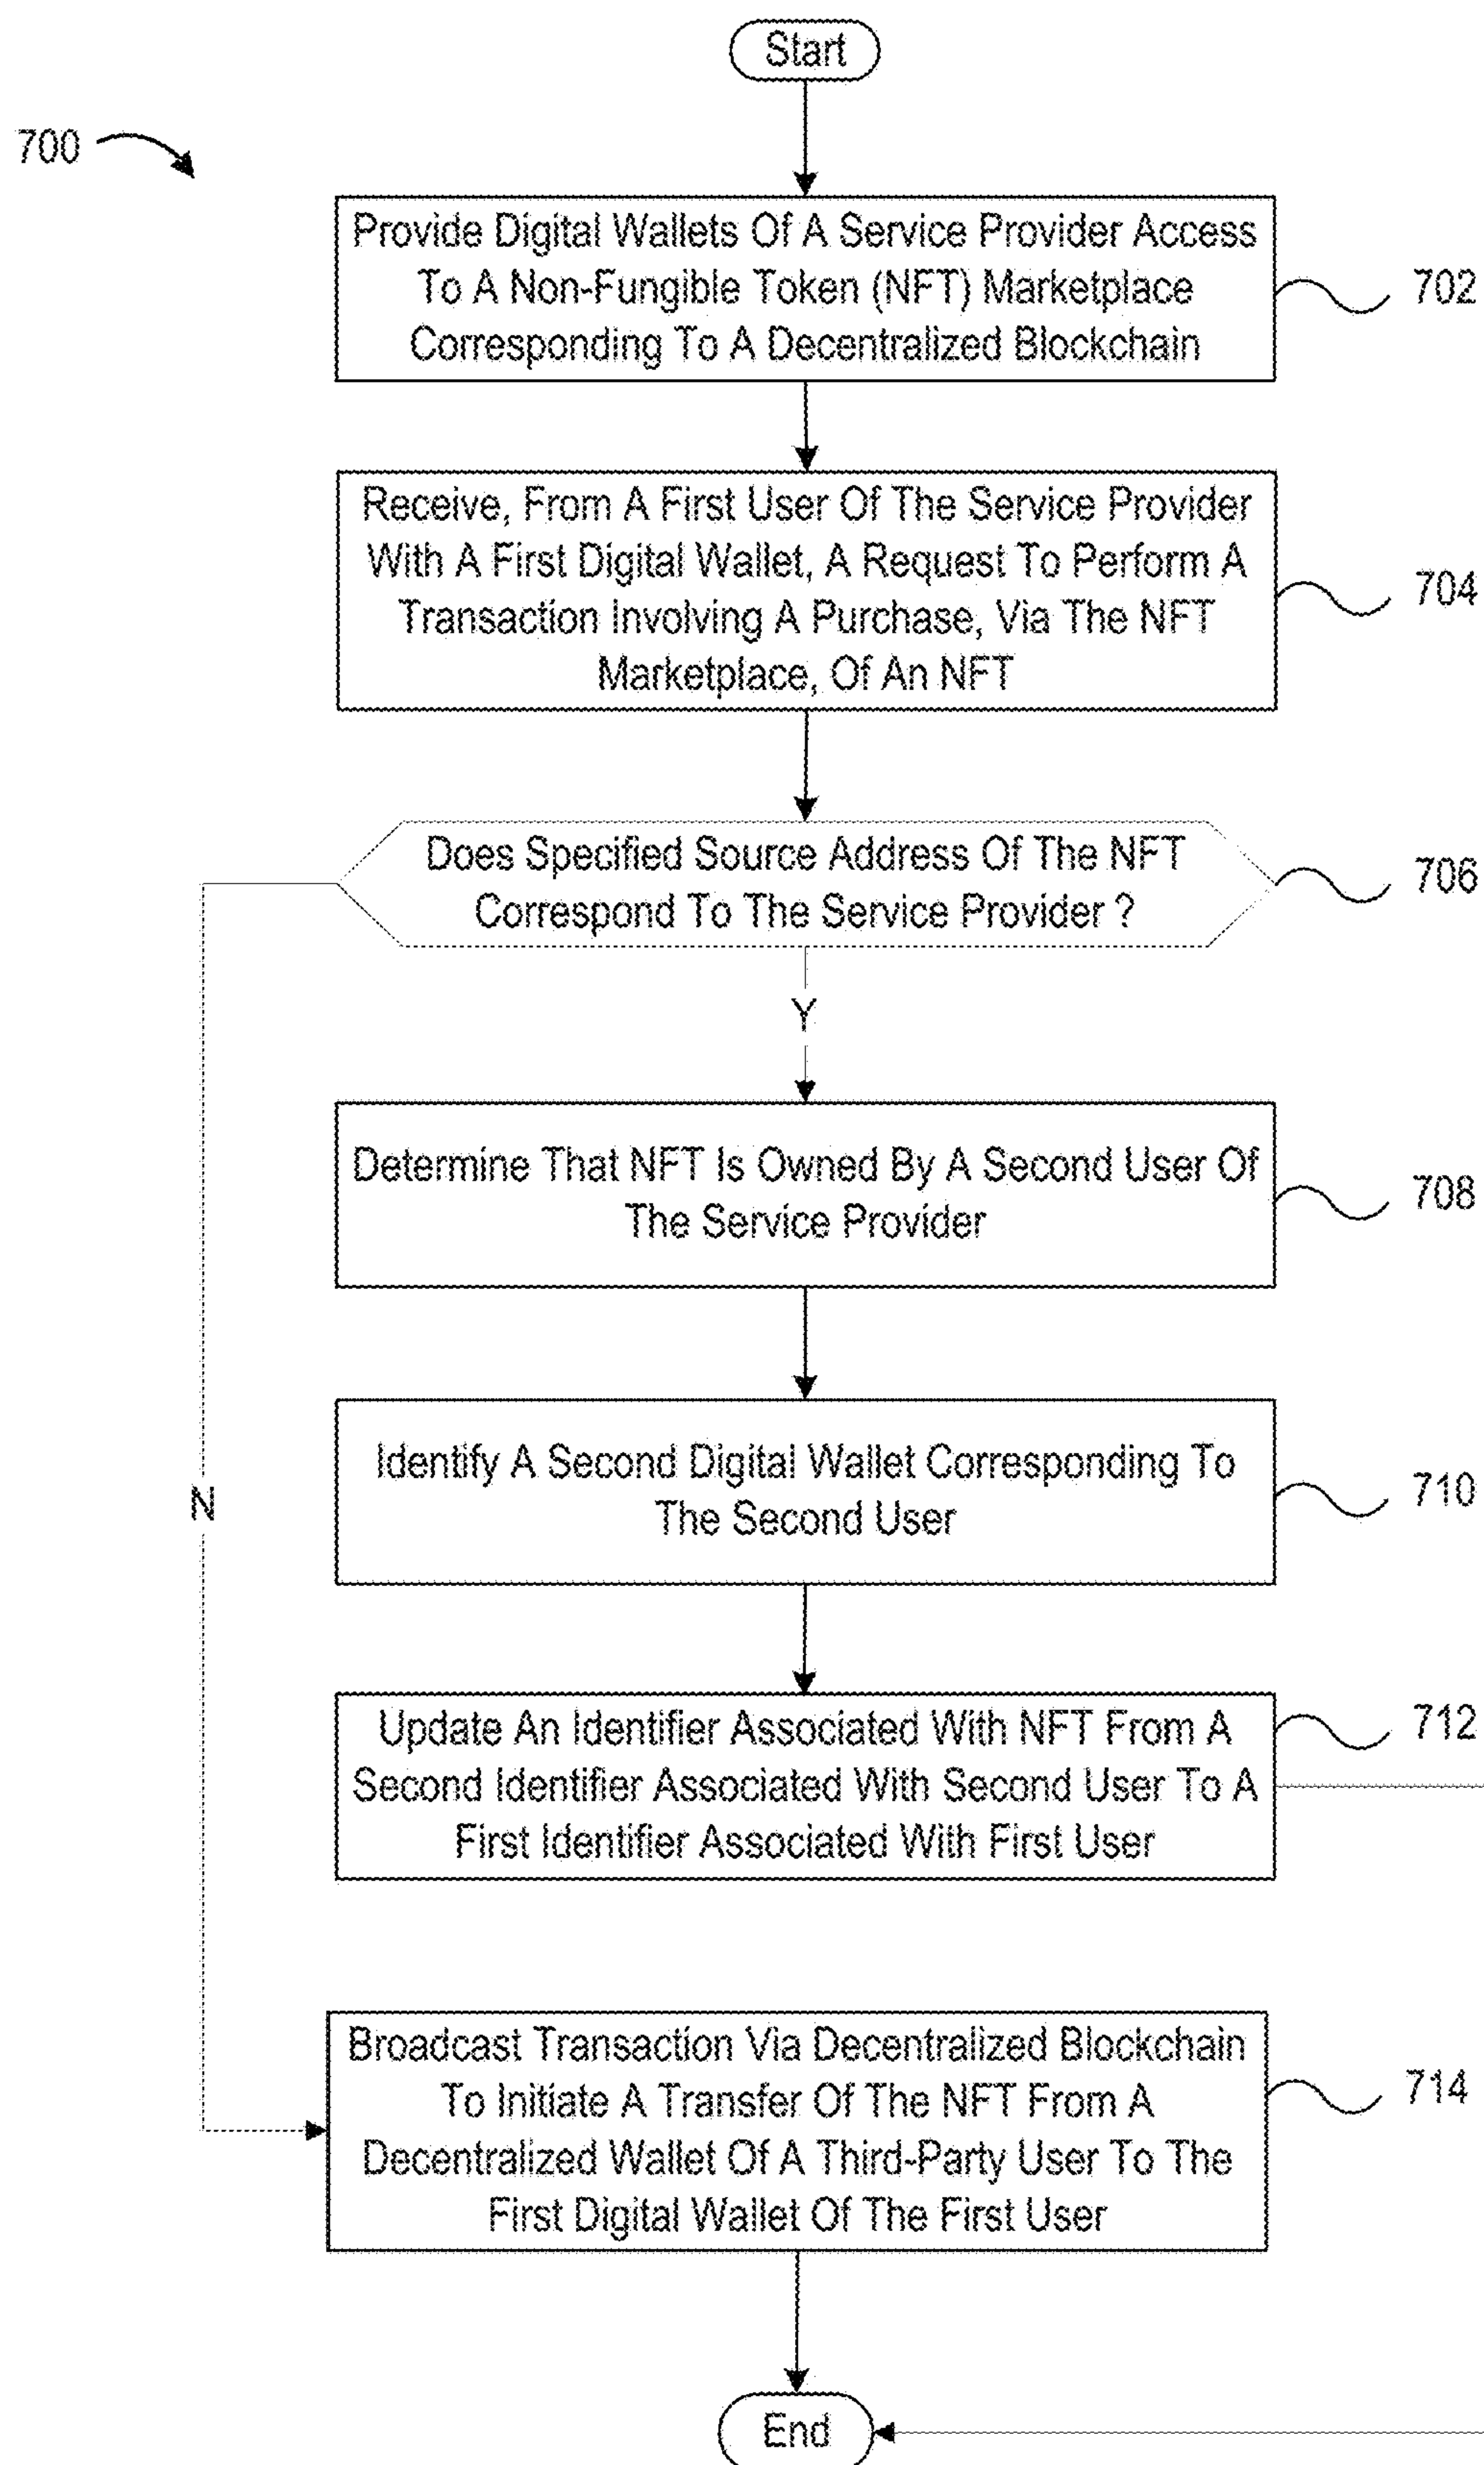 Start
700
Provide Digital Wallets Of A Service Provider Access
To A Non-Fungible Token (NFT) Marketplace
Corresponding To A Decentralized Blockchain
702
Receive, From A First User Of The Service Provider
With A First Digital Wallet, A Request To Perform A
Transaction Involving A Purchase, Via The NFT
Marketplace, Of An NFT
704
Does Specified Source Address Of The NFT
Correspond To The Service Provider ?
706
Y
Determine That NFT Is Owned By A Second User Of
The Service Provider
708
Identify A Second Digital Wallet Corresponding To
The Second User
710
N
Update An Identifier Associated With NFT From A
Second Identifier Associated With Second User To A
First Identifier Associated With First User
712
Broadcast Transaction Via Decentralized Blockchain
To Initiate A Transfer Of The NFT From A
Decentralized Wallet Of A Third-Party User To The
First Digital Wallet Of The First User
714
End